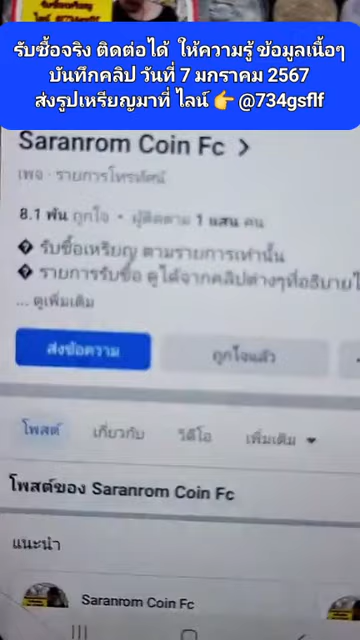 รับซื้อจริง ติดต่อได้ ให้ความรู้ ข้อมูลเนื้อๆ
บันทึกคลิป วันที่ 7 มกราคม 2567
ส่งรูปเหรียญมาที่ ไลน์ 👉 @734gsflf
Saranrom Coin Fc >
เพจ · รายการโทรทัศน์
8.1 พัน ถูกใจ • ผู้ติดตาม 1 แสน คน
� รับซื้อเหรียญ ตามรายการเท่านั้น
� รายการรับซื้อ ดูได้จากคลิปต่างๆที่อธิบาย
... ดูเพิ่มเติม
ส่งข้อความ
ถูกใจแล้ว
โพสต์
เกี่ยวกับ
วิดีโอ
เพิ่มเติม
โพสต์ของ Saranrom Coin Fc
แนะนำ
Saranrom Coin Fc